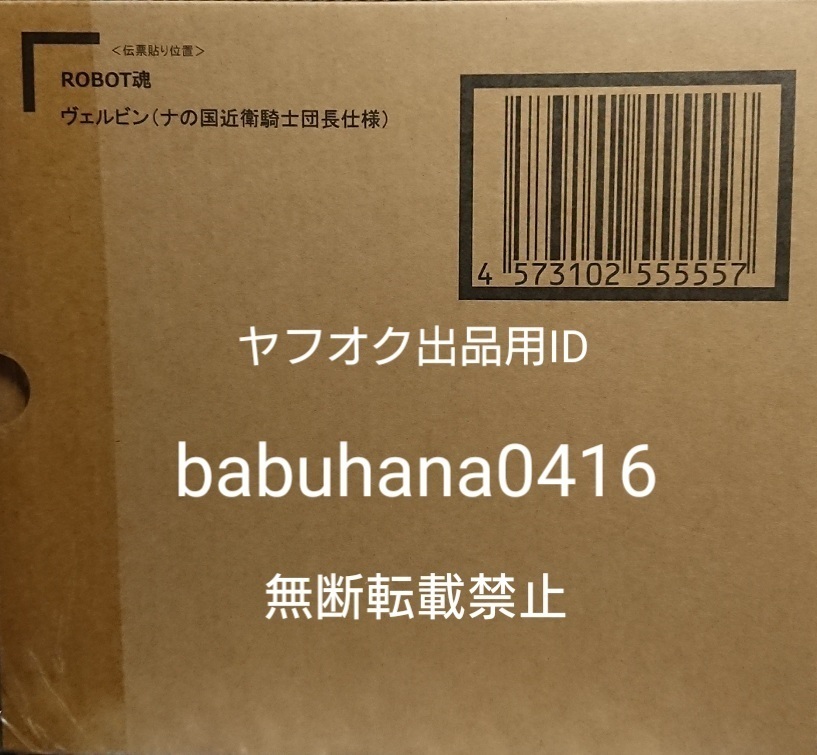 ＜伝票貼り位置＞
ROBOT魂
ヴェルビン（ナの国近衛騎士団長仕様）
4 573102 555557
ヤフオク出品用ID
babuhana0416
無断転載禁止